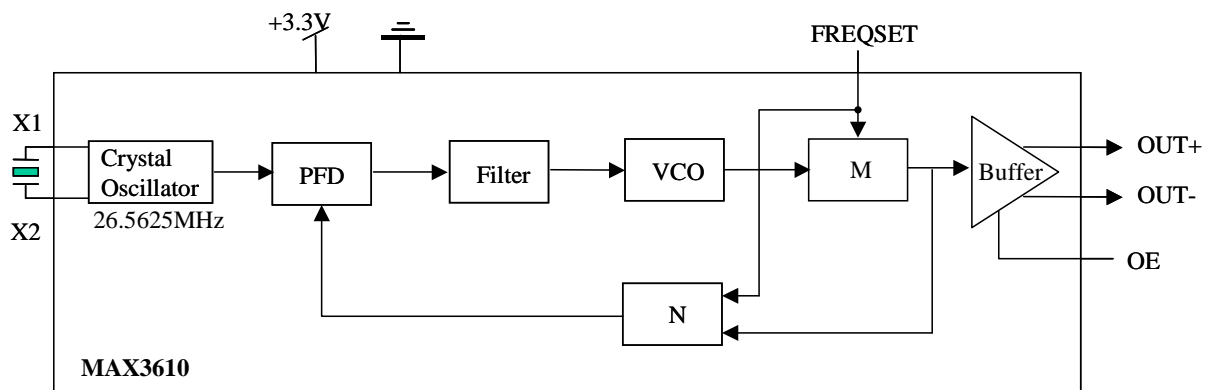 +3.3V
FREQSET
X1
Crystal
Oscillator
26.5625MHz
X2
PFD
Filter
VCO
M
Buffer
OUT+
OUT-
OE
N
MAX3610